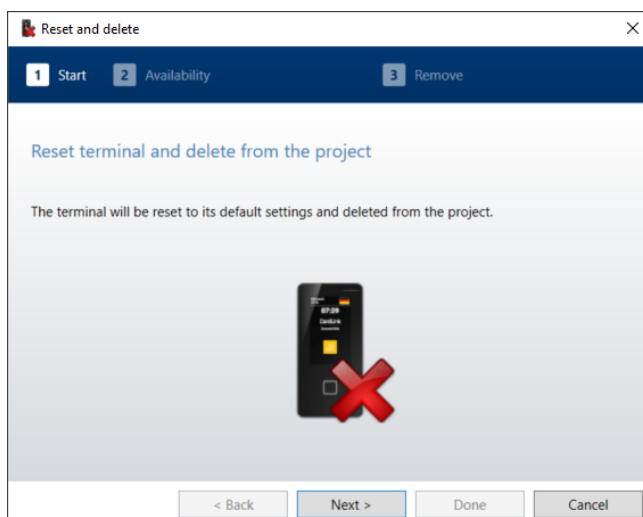 Reset and delete
1 Start 2 Availability 3 Remove
Reset terminal and delete from the project
The terminal will be reset to its default settings and deleted from the project.
07:29
CardLink
< Back Next > Done Cancel